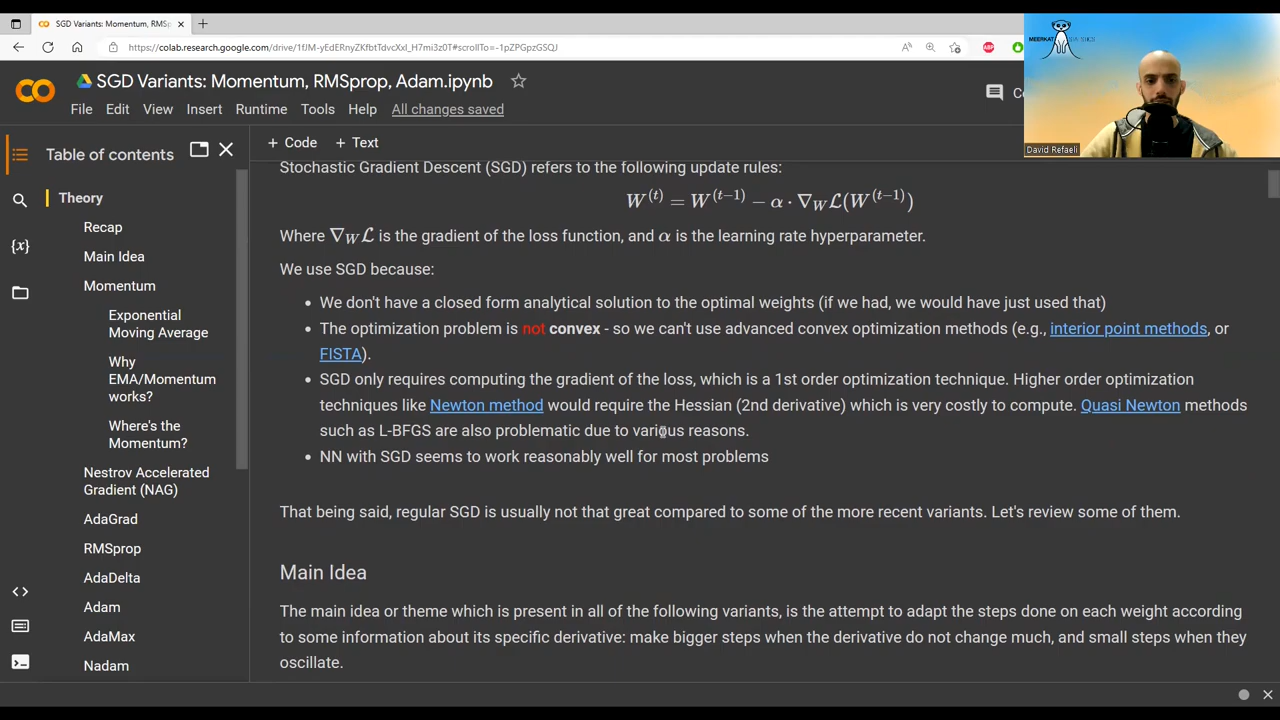 SGD Variants: Momentum, RMSp
https://colab.research.google.com/drive/1fJM-yEdERnyZKfbtTdvcXxl_H7mi3z0T#scrollTo=-1pZPGpzGSQJ
MEERKAT
SGD Variants: Momentum, RMSprop, Adam.ipynb
File Edit View Insert Runtime Tools Help All changes saved
Co
David Refaeli
Table of contents
+ Code + Text
Theory
Recap
Main Idea
Momentum
Exponential
Moving Average
Why
EMA/Momentum
works?
Where's the
Momentum?
Nestrov Accelerated
Gradient (NAG)
AdaGrad
RMSprop
AdaDelta
Adam
AdaMax
Nadam
Stochastic Gradient Descent (SGD) refers to the following update rules:
W^(t) = W^(t−1) − α · ∇_W ℒ(W^(t−1))
Where ∇_W ℒ is the gradient of the loss function, and α is the learning rate hyperparameter.
We use SGD because:
• We don't have a closed form analytical solution to the optimal weights (if we had, we would have just used that)
• The optimization problem is not convex - so we can't use advanced convex optimization methods (e.g., interior point methods, or
FISTA).
• SGD only requires computing the gradient of the loss, which is a 1st order optimization technique. Higher order optimization
techniques like Newton method would require the Hessian (2nd derivative) which is very costly to compute. Quasi Newton methods
such as L-BFGS are also problematic due to various reasons.
• NN with SGD seems to work reasonably well for most problems
That being said, regular SGD is usually not that great compared to some of the more recent variants. Let's review some of them.
Main Idea
The main idea or theme which is present in all of the following variants, is the attempt to adapt the steps done on each weight according
to some information about its specific derivative: make bigger steps when the derivative do not change much, and small steps when they
oscillate.